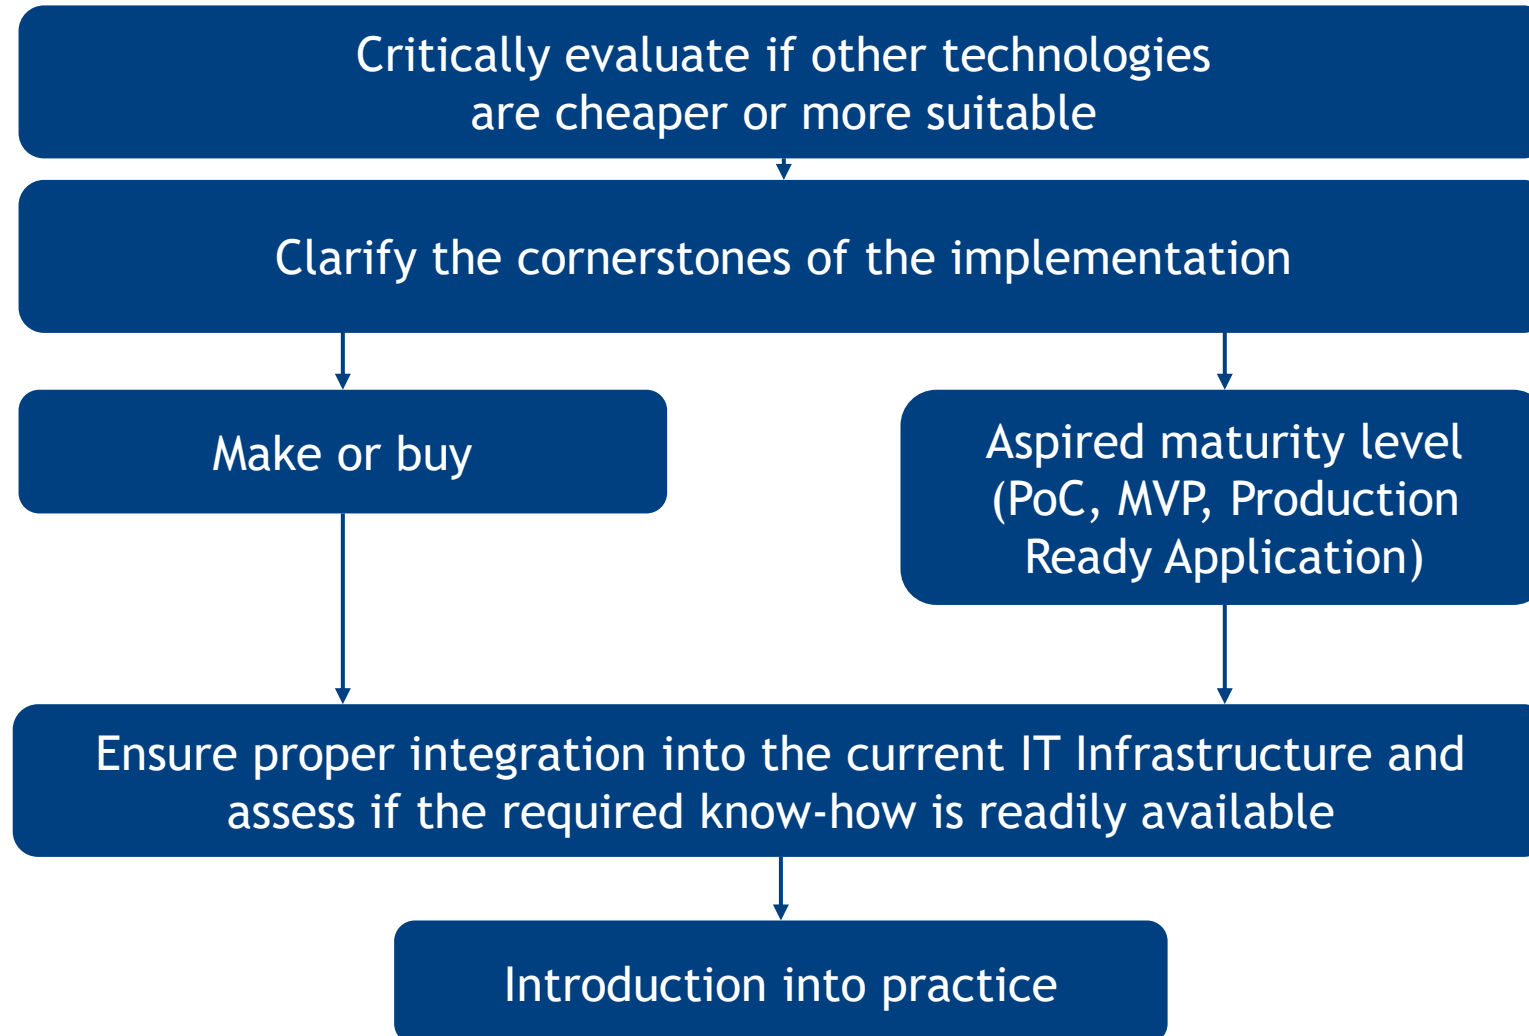 Critically evaluate if other technologies
are cheaper or more suitable
Clarify the cornerstones of the implementation
Make or buy
Aspired maturity level
(PoC, MVP, Production
Ready Application)
Ensure proper integration into the current IT Infrastructure and
assess if the required know-how is readily available
Introduction into practice